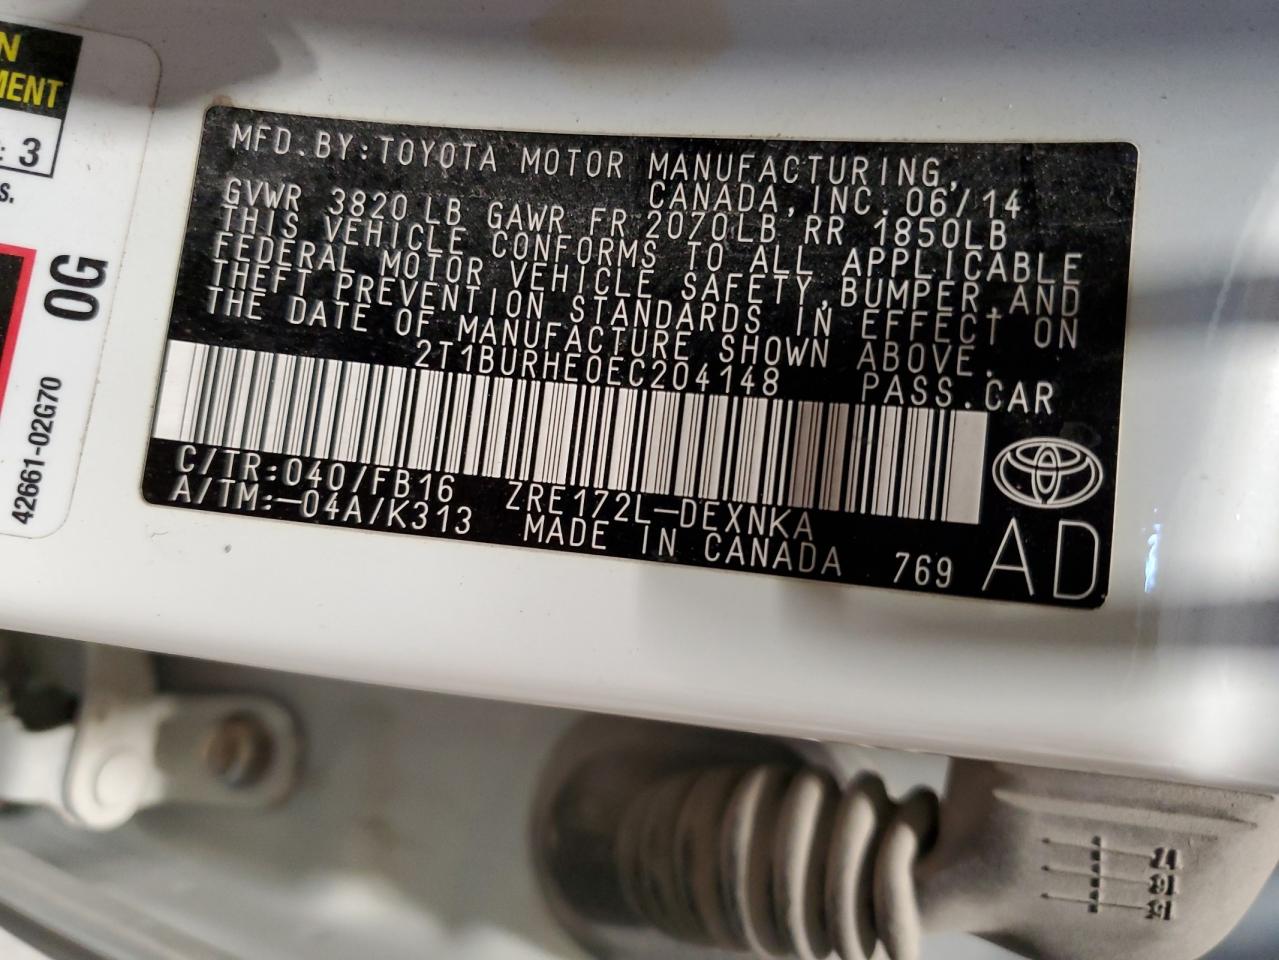 N
MENT
: 3
s.
0G
42661-02G70
MFD.BY:TOYOTA MOTOR MANUFACTURING,
CANADA,INC.06/14
GVWR 3820LB GAWR FR 2070LB RR 1850LB
THIS VEHICLE CONFORMS TO ALL APPLICABLE
FEDERAL MOTOR VEHICLE SAFETY,BUMPER AND
THEFT PREVENTION STANDARDS IN EFFECT ON
THE DATE OF MANUFACTURE SHOWN ABOVE.
2T1BURHE0EC204148 PASS.CAR
C/TR:040/FB16 ZRE172L-DEXNKA
A/TM:-04A/K313 MADE IN CANADA 769
AD